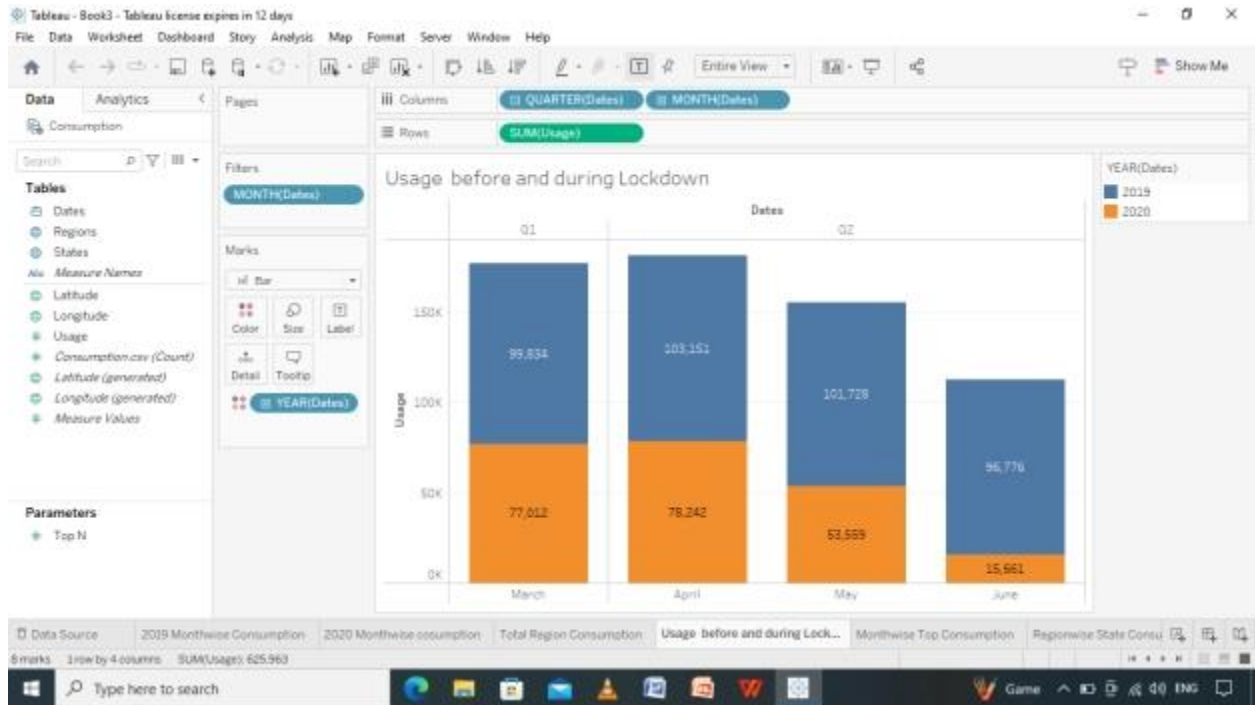 Tableau - Book3 - Tableau license expires in 12 days
File Data Worksheet Dashboard Story Analysis Map Format Server Window Help
Entire View
Show Me
Data Analytics
Consumption
Search
Tables
Dates
Regions
States
Abc Measure Names
Latitude
Longitude
Usage
Consumption.csv (Count)
Latitude (generated)
Longitude (generated)
Measure Values
Parameters
Top N
Pages
Filters
MONTH(Dates)
Marks
Bar
Color Size Label
Detail Tooltip
YEAR(Dates)
Columns QUARTER(Dates) MONTH(Dates)
Rows SUM(Usage)
Usage before and during Lockdown
Dates
Q1 Q2
Usage
150K
100K
50K
0K
99,834 103,151 101,728 96,776
77,012 78,242 53,559 15,661
March April May June
YEAR(Dates)
2019
2020
Data Source 2019 Monthwise Consumption 2020 Monthwise cosumption Total Region Consumption Usage before and during Lock... Monthwise Top Consumption Regionwise State Consu
8 marks 1 row by 4 columns SUM(Usage): 625,963
Type here to search
Game
ENG